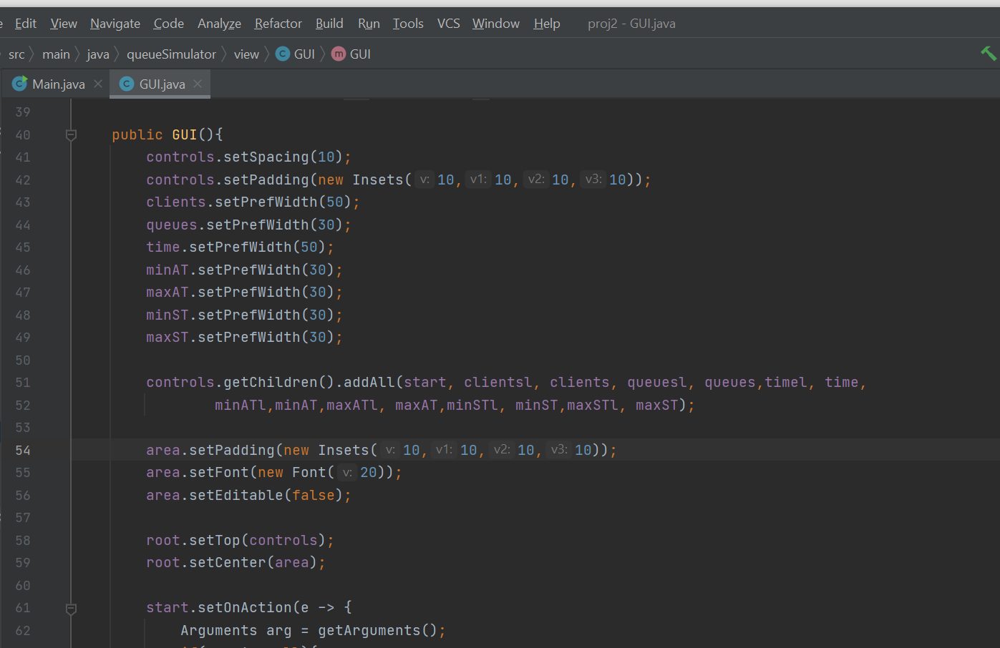 Edit View Navigate Code Analyze Refactor Build Run Tools VCS Window Help proj2 - GUI.java
src main java queueSimulator view C GUI m GUI
C Main.java C GUI.java
39
40 public GUI(){
41 controls.setSpacing(10);
42 controls.setPadding(new Insets( v: 10, v1: 10, v2: 10, v3: 10));
43 clients.setPrefWidth(50);
44 queues.setPrefWidth(30);
45 time.setPrefWidth(50);
46 minAT.setPrefWidth(30);
47 maxAT.setPrefWidth(30);
48 minST.setPrefWidth(30);
49 maxST.setPrefWidth(30);
50
51 controls.getChildren().addAll(start, clientsl, clients, queuesl, queues,timel, time,
52 minATl,minAT,maxATl, maxAT,minSTl, minST,maxSTl, maxST);
53
54 area.setPadding(new Insets( v: 10, v1: 10, v2: 10, v3: 10));
55 area.setFont(new Font( v: 20));
56 area.setEditable(false);
57
58 root.setTop(controls);
59 root.setCenter(area);
60
61 start.setOnAction(e -> {
62 Arguments arg = getArguments();